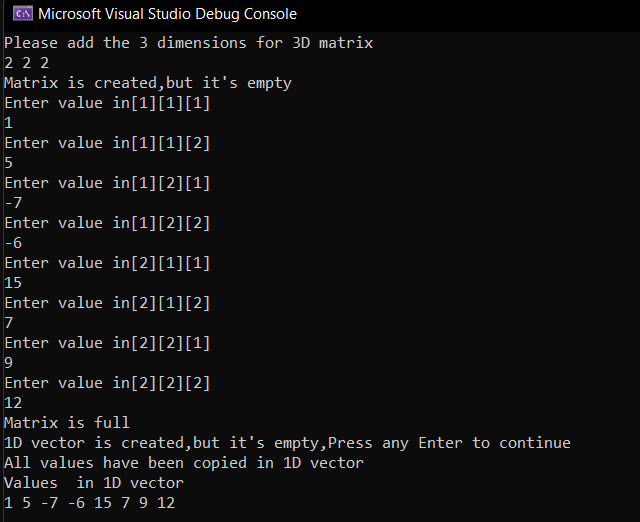 C:\ Microsoft Visual Studio Debug Console
Please add the 3 dimensions for 3D matrix
2 2 2
Matrix is created,but it's empty
Enter value in[1][1][1]
1
Enter value in[1][1][2]
5
Enter value in[1][2][1]
-7
Enter value in[1][2][2]
-6
Enter value in[2][1][1]
15
Enter value in[2][1][2]
7
Enter value in[2][2][1]
9
Enter value in[2][2][2]
12
Matrix is full
1D vector is created,but it's empty,Press any Enter to continue
All values have been copied in 1D vector
Values  in 1D vector
1 5 -7 -6 15 7 9 12